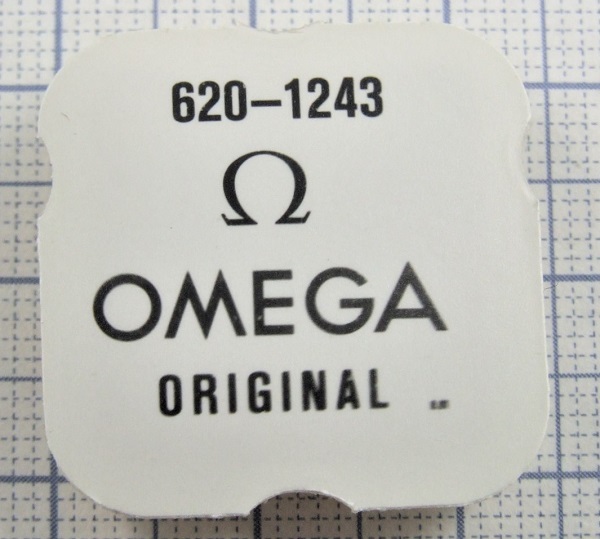 620-1243
Ω
OMEGA
ORIGINAL